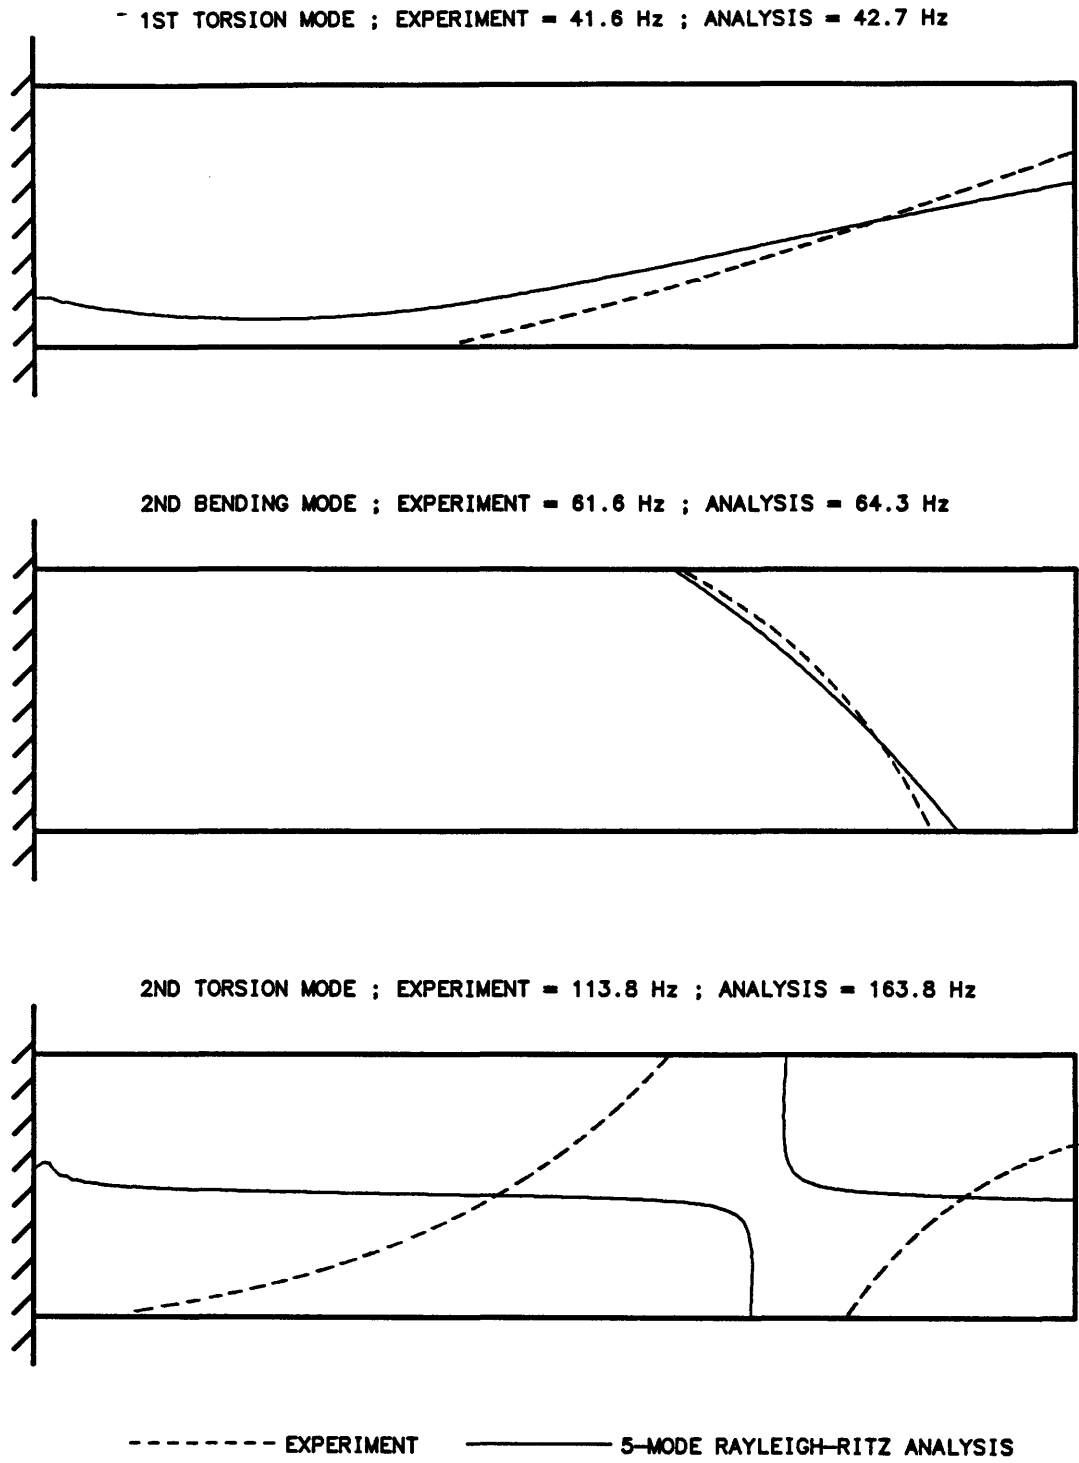 1ST TORSION MODE ; EXPERIMENT = 41.6 Hz ; ANALYSIS = 42.7 Hz
2ND BENDING MODE ; EXPERIMENT = 61.6 Hz ; ANALYSIS = 64.3 Hz
2ND TORSION MODE ; EXPERIMENT = 113.8 Hz ; ANALYSIS = 163.8 Hz
EXPERIMENT
5-MODE RAYLEIGH-RITZ ANALYSIS